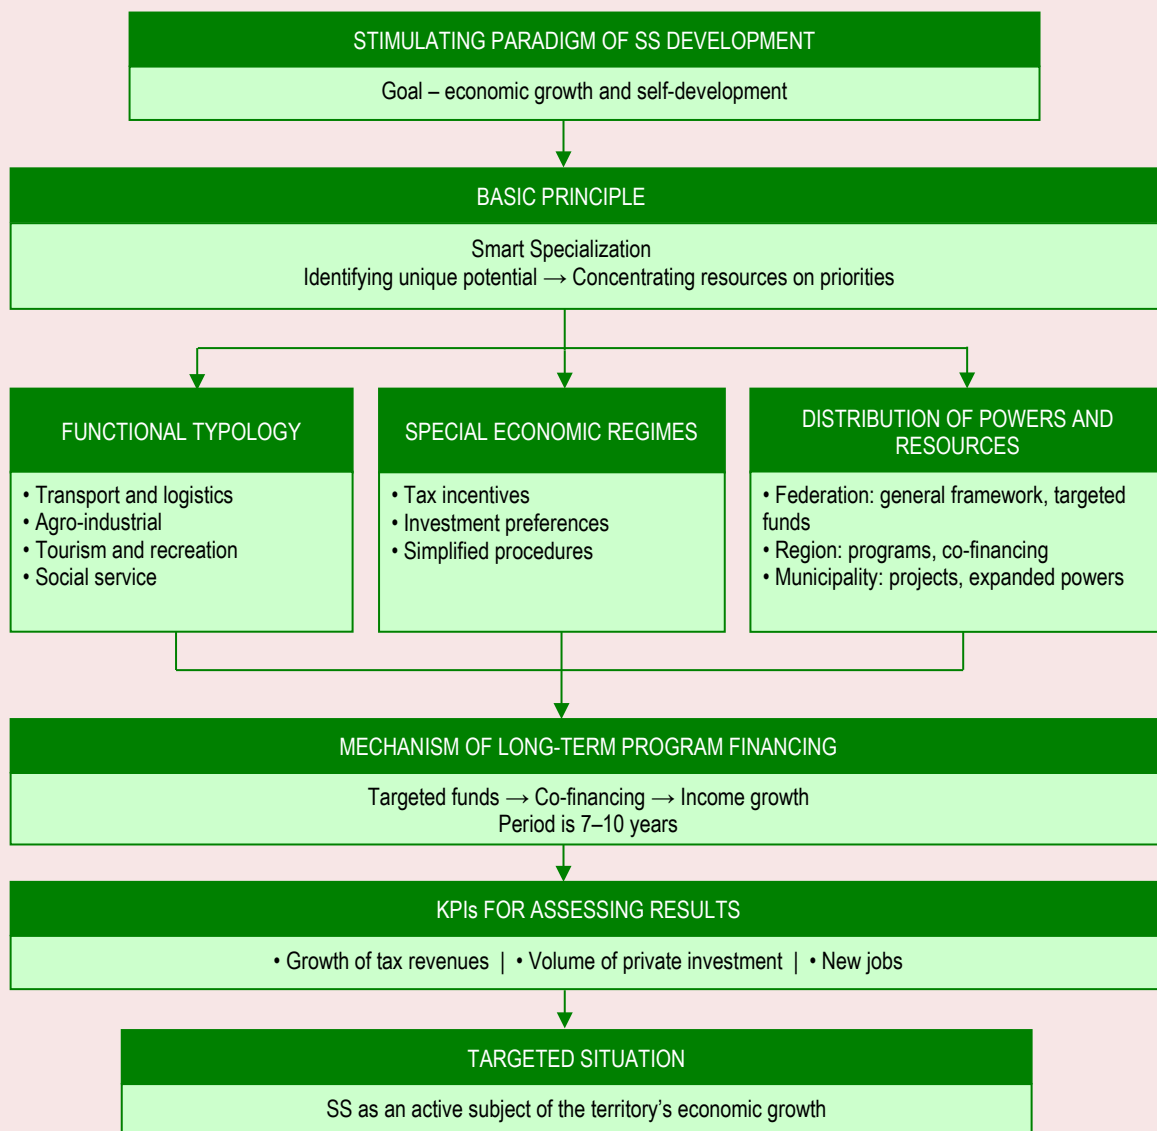 STIMULATING PARADIGM OF SS DEVELOPMENT
Goal – economic growth and self-development
BASIC PRINCIPLE
Smart Specialization
Identifying unique potential → Concentrating resources on priorities
FUNCTIONAL TYPOLOGY
• Transport and logistics
• Agro-industrial
• Tourism and recreation
• Social service
SPECIAL ECONOMIC REGIMES
• Tax incentives
• Investment preferences
• Simplified procedures
DISTRIBUTION OF POWERS AND
RESOURCES
• Federation: general framework, targeted
funds
• Region: programs, co-financing
• Municipality: projects, expanded powers
MECHANISM OF LONG-TERM PROGRAM FINANCING
Targeted funds → Co-financing → Income growth
Period is 7–10 years
KPIs FOR ASSESSING RESULTS
• Growth of tax revenues | • Volume of private investment | • New jobs
TARGETED SITUATION
SS as an active subject of the territory’s economic growth